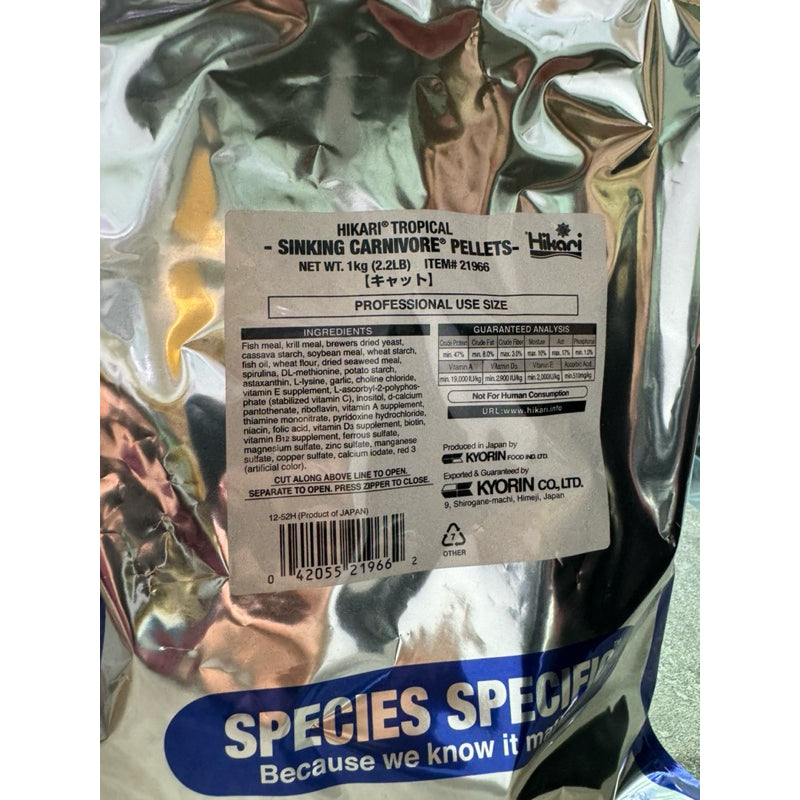 HIKARI® TROPICAL
- SINKING CARNIVORE® PELLETS-
Hikari
NET WT. 1kg (2.2LB) ITEM# 21966
【キャット】
PROFESSIONAL USE SIZE
INGREDIENTS
Fish meal, krill meal, brewers dried yeast,
cassava starch, soybean meal, wheat starch,
fish oil, wheat flour, dried seaweed meal,
spirulina, DL-methionine, potato starch,
astaxanthin, L-lysine, garlic, choline chloride,
vitamin E supplement, L-ascorbyl-2-polyphos-
phate (stabilized vitamin C), inositol, d-calcium
pantothenate, riboflavin, vitamin A supplement,
thiamine mononitrate, pyridoxine hydrochloride,
niacin, folic acid, vitamin D3 supplement, biotin,
vitamin B12 supplement, ferrous sulfate,
magnesium sulfate, zinc sulfate, manganese
sulfate, copper sulfate, calcium iodate, red 3
(artificial color).
CUT ALONG ABOVE LINE TO OPEN.
SEPARATE TO OPEN. PRESS ZIPPER TO CLOSE.
12-52H (Product of JAPAN)
0 42055 21966 2
GUARANTEED ANALYSIS
Crude Protein Crude Fat Crude Fiber Moisture Ash Phosphorus
min. 47% min. 8.0% max. 3.0% max. 10% max. 17% min. 1.0%
Vitamin A Vitamin D3 Vitamin E Ascorbic Acid
min. 19,000 IU/kg min. 2,900 IU/kg min. 2,000IU/kg min.510mg/kg
Not For Human Consumption
URL:www.hikari.info
Produced in Japan by
KYORIN FOOD IND. LTD.
Exported & Guaranteed by
KYORIN CO.,LTD.
9, Shirogane-machi, Himeji, Japan
7
OTHER
SPECIES SPECIFIC
Because we know it